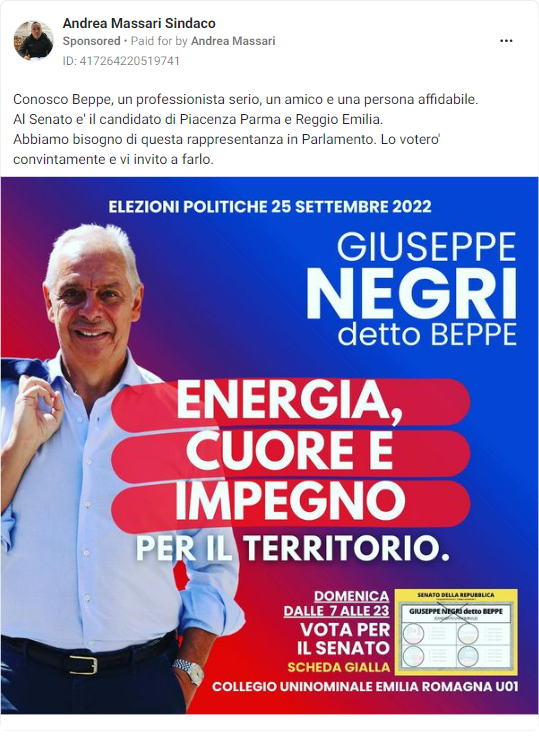 Andrea Massari Sindaco
Sponsored • Paid for by Andrea Massari
ID: 417264220519741
Conosco Beppe, un professionista serio, un amico e una persona affidabile.
Al Senato e' il candidato di Piacenza Parma e Reggio Emilia.
Abbiamo bisogno di questa rappresentanza in Parlamento. Lo votero'
convintamente e vi invito a farlo.
ELEZIONI POLITICHE 25 SETTEMBRE 2022
GIUSEPPE
NEGRI
detto BEPPE
ENERGIA,
CUORE E
IMPEGNO
PER IL TERRITORIO.
DOMENICA
DALLE 7 ALLE 23
VOTA PER
IL SENATO
SCHEDA GIALLA
SENATO DELLA REPUBBLICA
GIUSEPPE NEGRI detto BEPPE
COLLEGIO UNINOMINALE EMILIA ROMAGNA U01